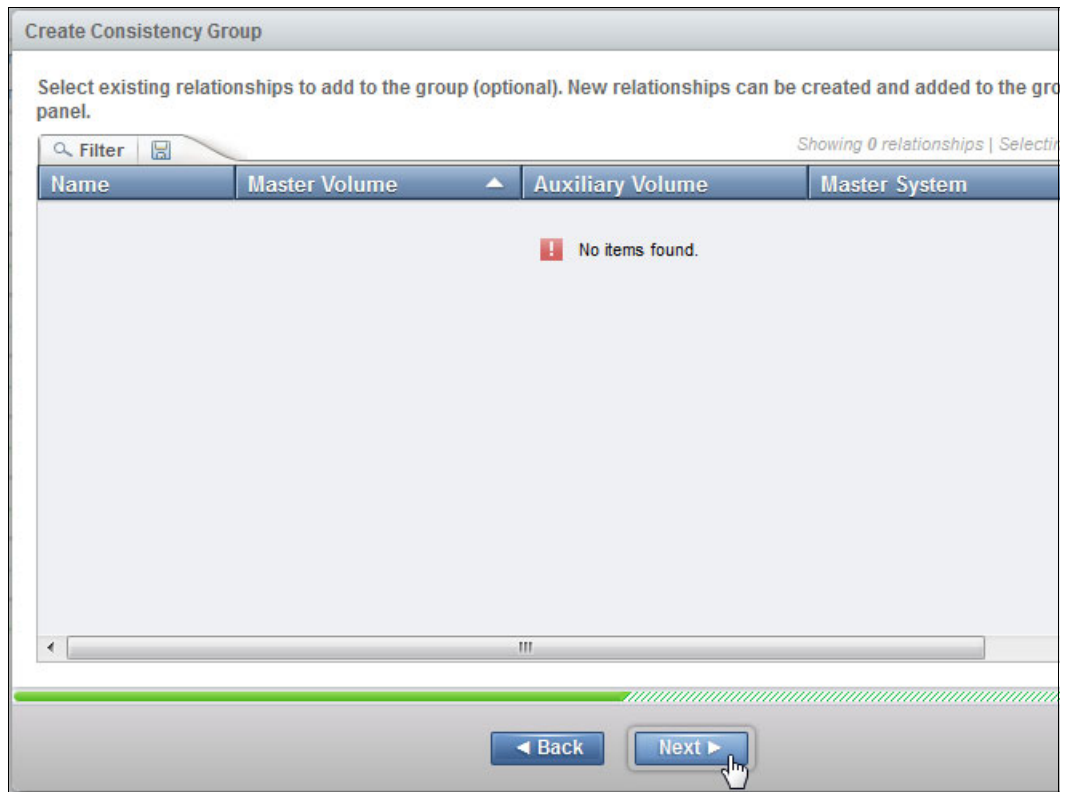 Create Consistency Group
Select existing relationships to add to the group (optional). New relationships can be created and added to the gro
panel.
Filter
Showing 0 relationships | Selectin
Name Master Volume Auxiliary Volume Master System
! No items found.
Back Next